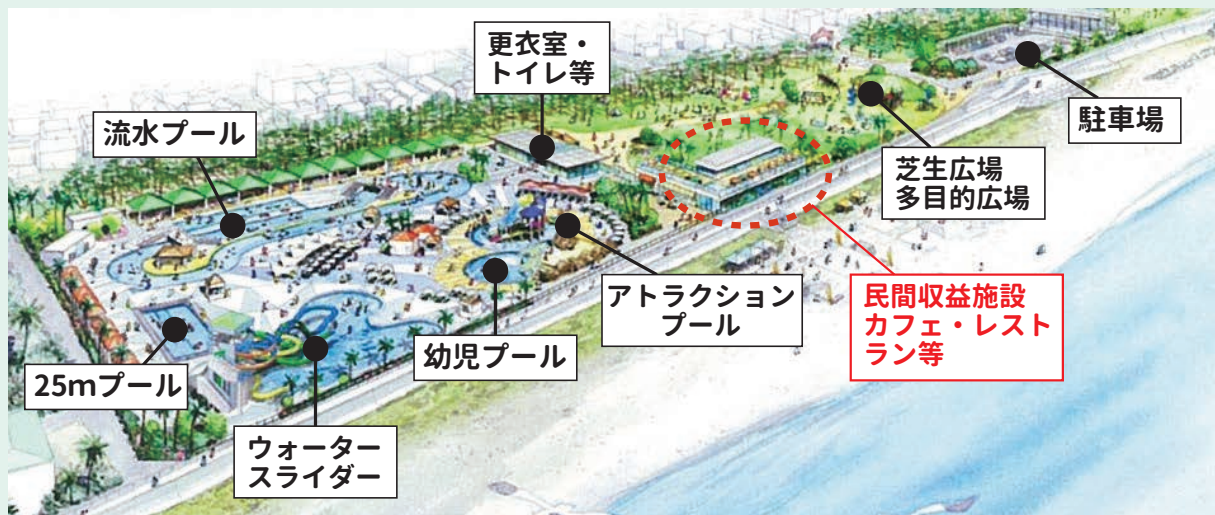 更衣室・
トイレ等
流水プール
駐車場
芝生広場
多目的広場
アトラクション
プール
民間収益施設
カフェ・レスト
ラン等
幼児プール
25mプール
ウォーター
スライダー